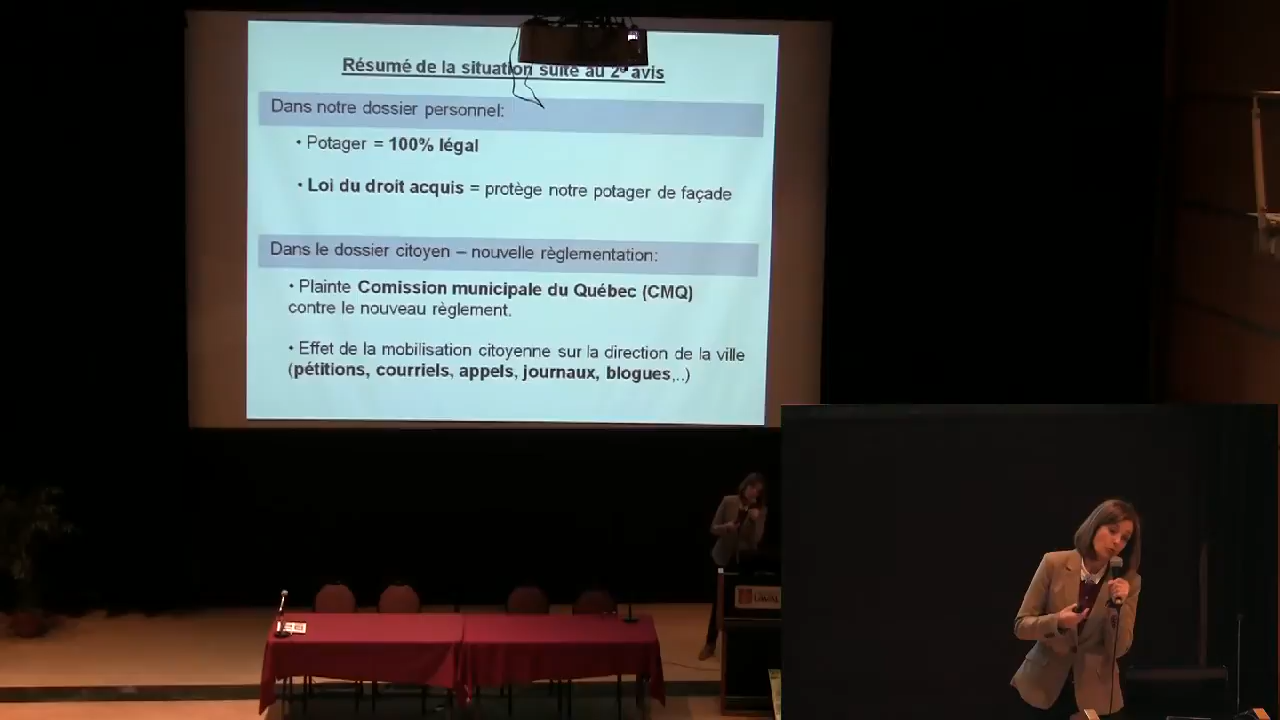 Résumé de la situation suite au 2e avis
Dans notre dossier personnel:
• Potager = 100% légal
• Loi du droit acquis = protège notre potager de façade
Dans le dossier citoyen – nouvelle règlementation:
• Plainte Comission municipale du Québec (CMQ)
contre le nouveau règlement.
• Effet de la mobilisation citoyenne sur la direction de la ville
(pétitions, courriels, appels, journaux, blogues,..)